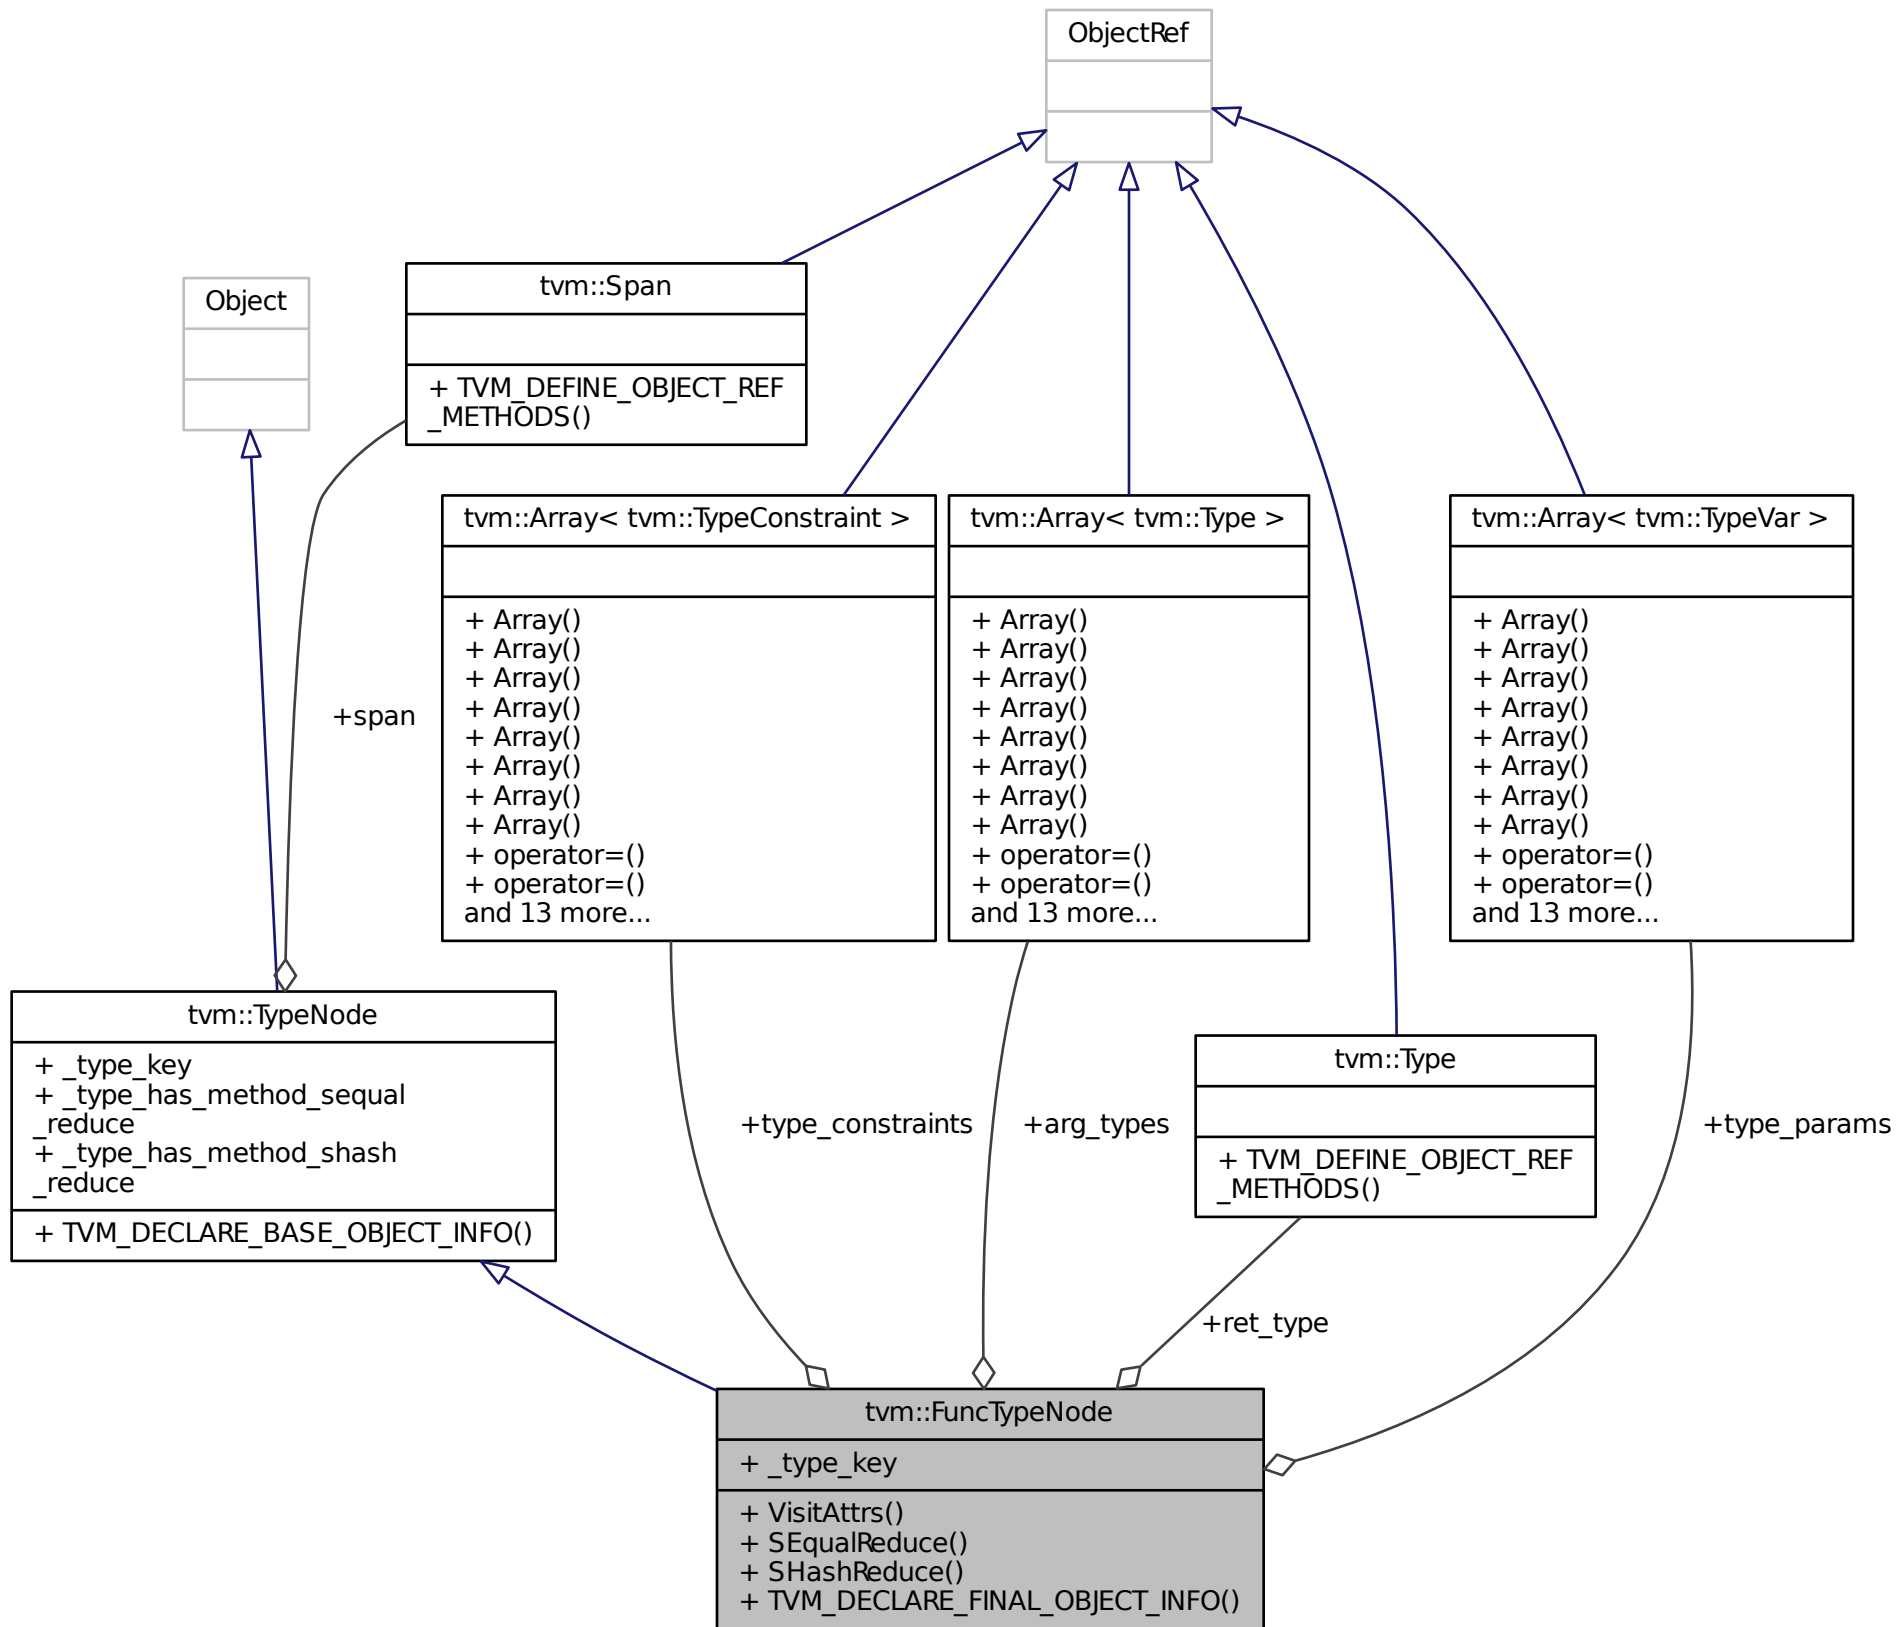 ObjectRef
tvm::Span
+ TVM_DEFINE_OBJECT_REF
_METHODS()
Object
tvm::Array< tvm::TypeConstraint >
+ Array()
+ Array()
+ Array()
+ Array()
+ Array()
+ Array()
+ Array()
+ Array()
+ operator=()
+ operator=()
and 13 more...
tvm::Array< tvm::Type >
+ Array()
+ Array()
+ Array()
+ Array()
+ Array()
+ Array()
+ Array()
+ Array()
+ operator=()
+ operator=()
and 13 more...
tvm::Array< tvm::TypeVar >
+ Array()
+ Array()
+ Array()
+ Array()
+ Array()
+ Array()
+ Array()
+ Array()
+ operator=()
+ operator=()
and 13 more...
+span
tvm::TypeNode
+ _type_key
+ _type_has_method_sequal
_reduce
+ _type_has_method_shash
_reduce
+ TVM_DECLARE_BASE_OBJECT_INFO()
+type_constraints
+arg_types
tvm::Type
+ TVM_DEFINE_OBJECT_REF
_METHODS()
+type_params
+ret_type
tvm::FuncTypeNode
+ _type_key
+ VisitAttrs()
+ SEqualReduce()
+ SHashReduce()
+ TVM_DECLARE_FINAL_OBJECT_INFO()